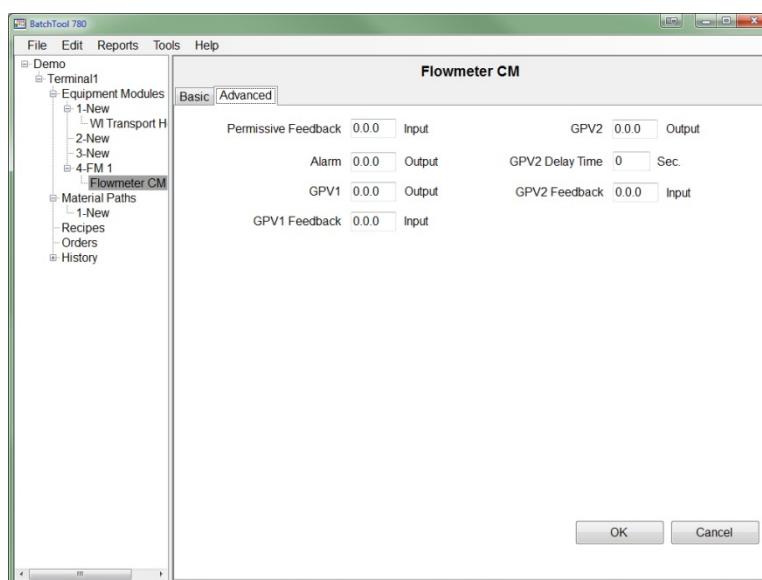 BatchTool 780
File Edit Reports Tools Help
Demo
Terminal1
Equipment Modules
1-New
WI Transport H
2-New
3-New
4-FM 1
Flowmeter CM
Material Paths
1-New
Recipes
Orders
History
Flowmeter CM
Basic Advanced
Permissive Feedback 0.0.0 Input GPV2 0.0.0 Output
Alarm 0.0.0 Output GPV2 Delay Time 0 Sec.
GPV1 0.0.0 Output GPV2 Feedback 0.0.0 Input
GPV1 Feedback 0.0.0 Input
OK Cancel